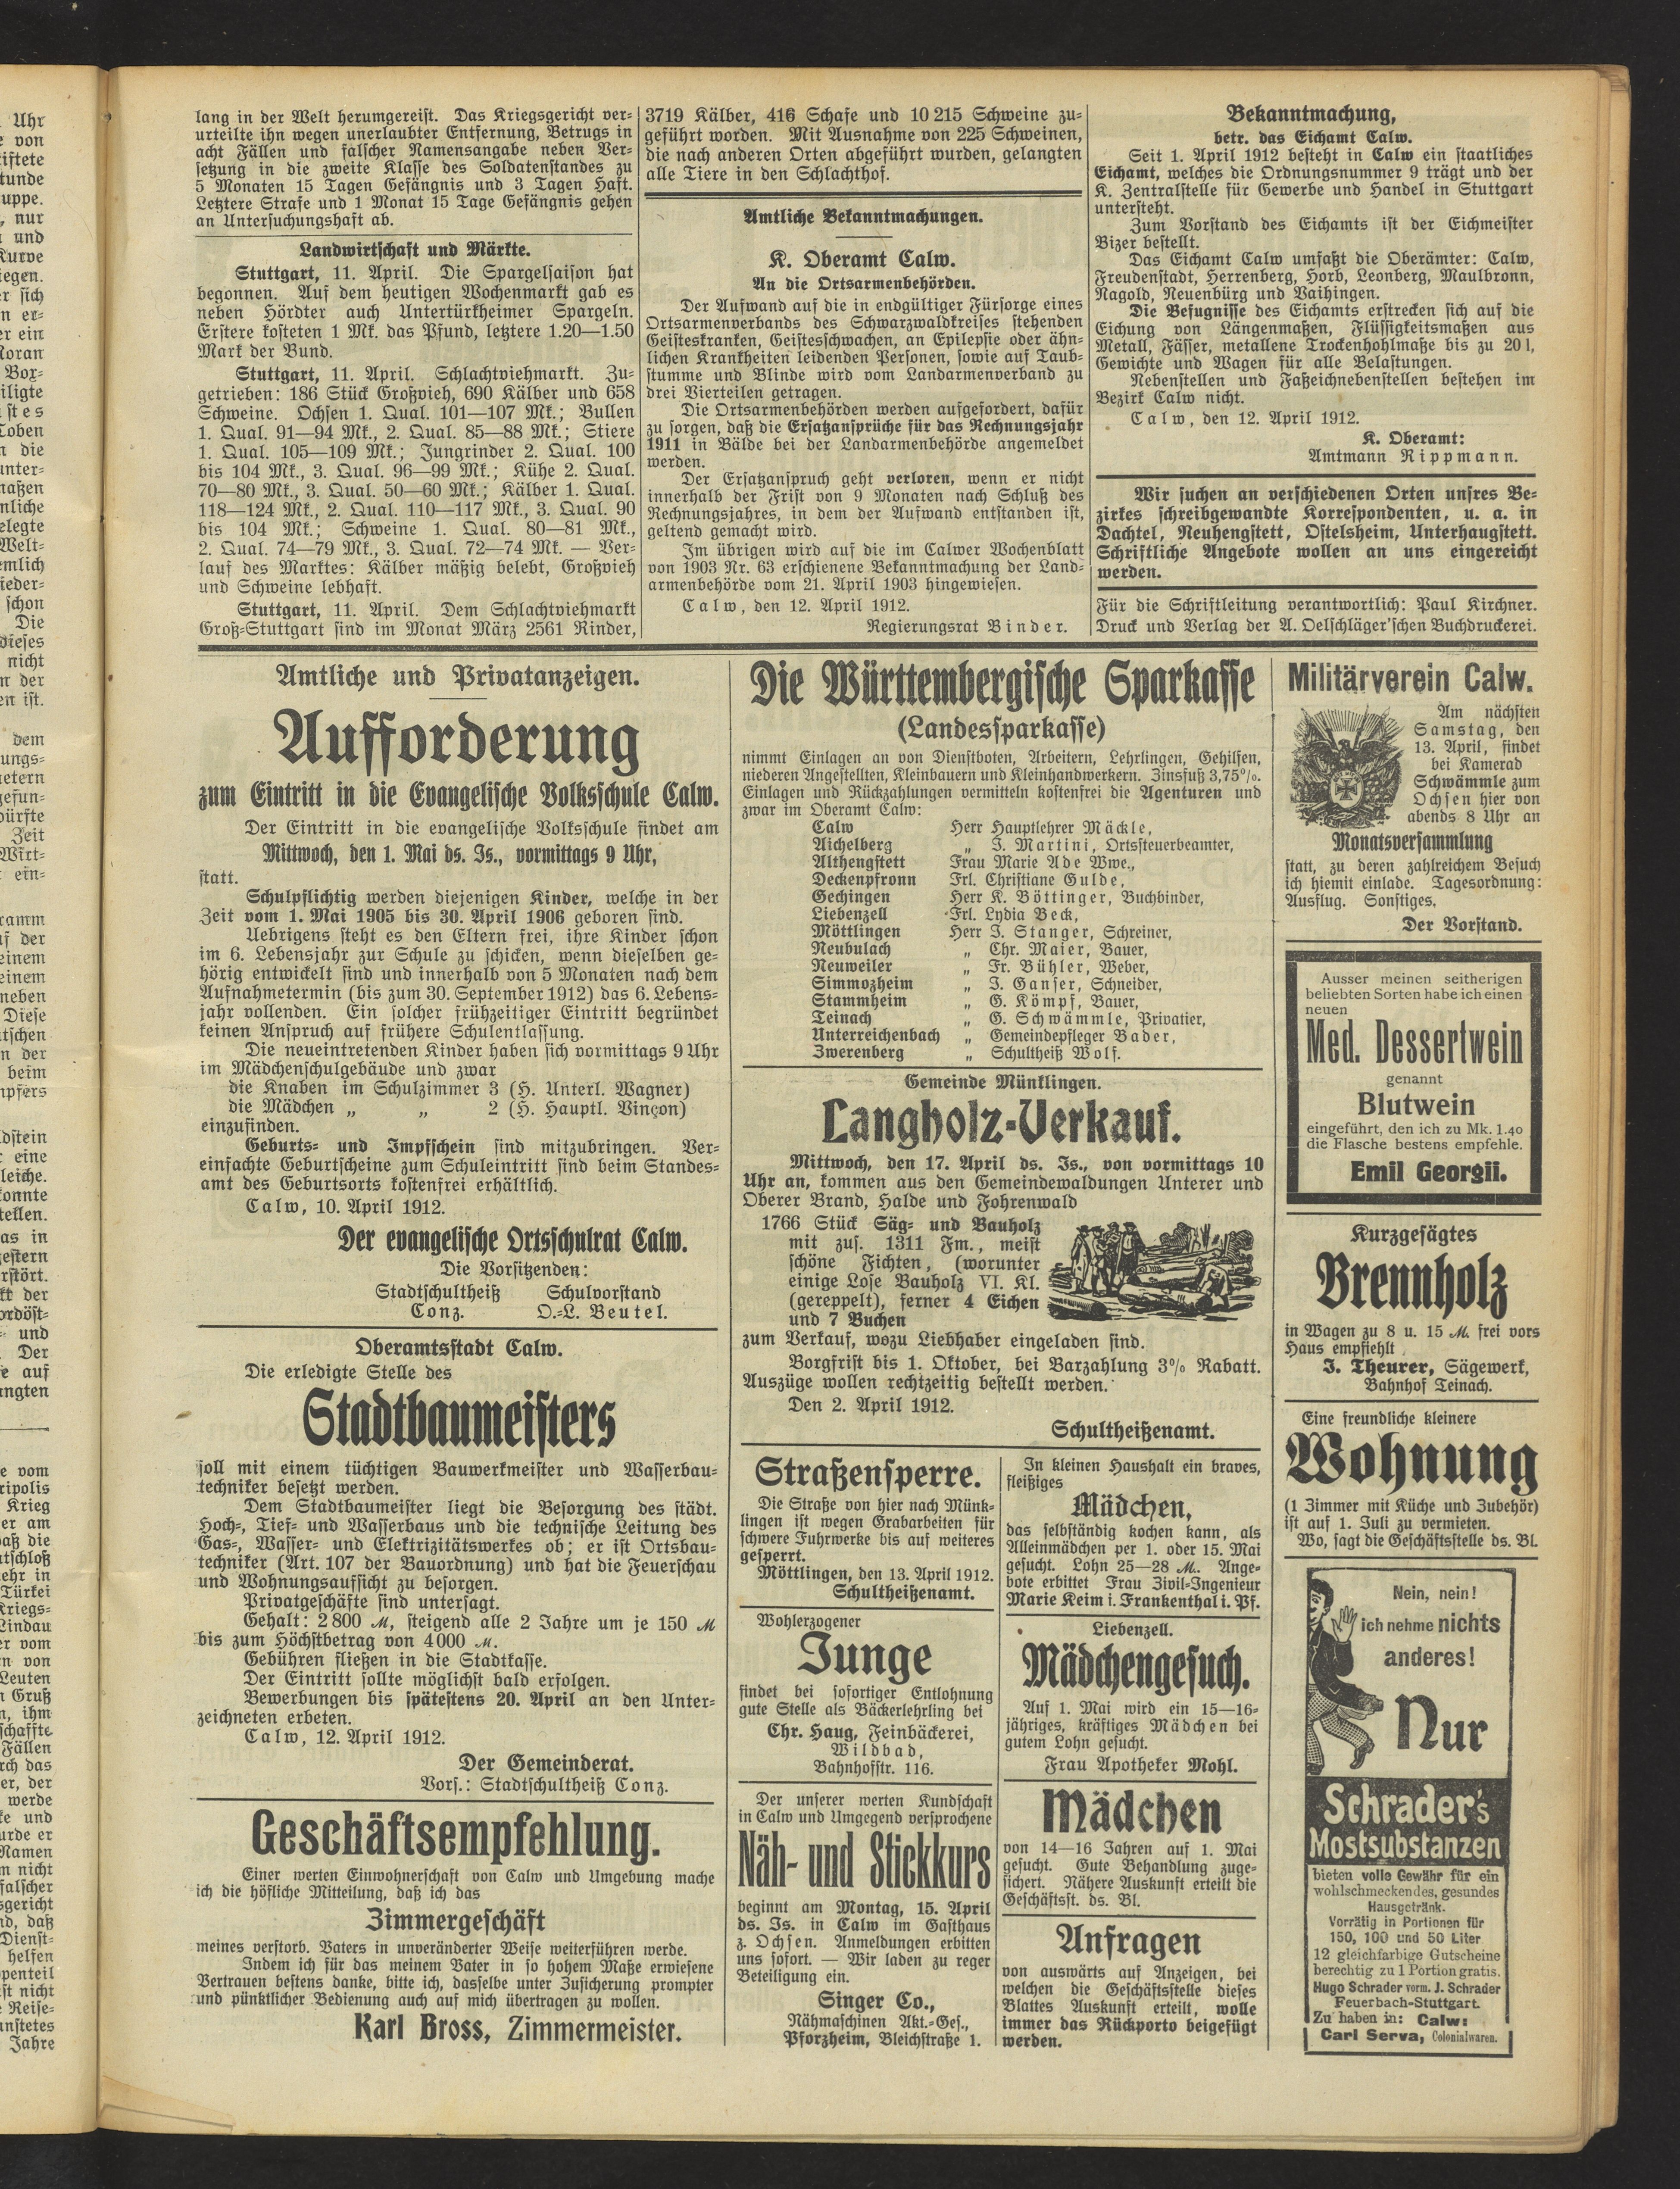 lang in der Welt herumgereist. Das Kriegsgericht ver-
urteilte ihn wegen unerlaubter Entfernung, Betrugs in
acht Fällen und falscher Namensangabe neben Ver-
setzung in die zweite Klasse des Soldatenstandes zu
5 Monaten 15 Tagen Gefängnis und 3 Tagen Haft.
Letztere Strafe und 1 Monat 15 Tage Gefängnis gehen
an Untersuchungshaft ab.
Landwirtschaft und Märkte.
Stuttgart, 11. April. Die Spargelsaison hat
begonnen. Auf dem heutigen Wochenmarkt gab es
neben Hördter auch Untertürkheimer Spargeln.
Erstere kosteten 1 Mk. das Pfund, letztere 1.20—1.50
Mark der Bund.
Stuttgart, 11. April. Schlachtviehmarkt. Zu-
getrieben: 186 Stück Großvieh, 690 Kälber und 658
Schweine. Ochsen 1. Qual. 101—107 Mk.; Bullen
1. Qual. 91—94 Mk., 2. Qual. 85—88 Mk.; Stiere
1. Qual. 105—109 Mk.; Jungrinder 2. Qual. 100
bis 104 Mk., 3. Qual. 96—99 Mk.; Kühe 2. Qual.
70—80 Mk., 3. Qual. 50—60 Mk.; Kälber 1. Qual.
118—124 Mk., 2. Qual. 110—117 Mk., 3. Qual. 90
bis 104 Mk.; Schweine 1. Qual. 80—81 Mk.,
2. Qual. 74—79 Mk., 3. Qual. 72—74 Mk. — Ver-
lauf des Marktes: Kälber mäßig belebt, Großvieh
und Schweine lebhaft.
Stuttgart, 11. April. Dem Schlachtviehmarkt
Groß-Stuttgart sind im Monat März 2561 Rinder,
3719 Kälber, 416 Schafe und 10 215 Schweine zu-
geführt worden. Mit Ausnahme von 225 Schweinen,
die nach anderen Orten abgeführt wurden, gelangten
alle Tiere in den Schlachthof.
Amtliche Bekanntmachungen.
K. Oberamt Calw.
An die Ortsarmenbehörden.
Der Aufwand auf die in endgültiger Fürsorge eines
Ortsarmenverbands des Schwarzwaldkreises stehenden
Geisteskranken, Geistesschwachen, an Epilepsie oder ähn-
lichen Krankheiten leidenden Personen, sowie auf Taub-
stumme und Blinde wird vom Landarmenverband zu
drei Vierteilen getragen.
Die Ortsarmenbehörden werden aufgefordert, dafür
zu sorgen, daß die Ersatzansprüche für das Rechnungsjahr
1911 in Bälde bei der Landarmenbehörde angemeldet
werden.
Der Ersatzanspruch geht verloren, wenn er nicht
innerhalb der Frist von 9 Monaten nach Schluß des
Rechnungsjahres, in dem der Aufwand entstanden ist,
geltend gemacht wird.
Im übrigen wird auf die im Calwer Wochenblatt
von 1903 Nr. 63 erschienene Bekanntmachung der Land-
armenbehörde vom 21. April 1903 hingewiesen.
Calw, den 12. April 1912.
Regierungsrat Binder.
Bekanntmachung,
betr. das Eichamt Calw.
Seit 1. April 1912 besteht in Calw ein staatliches
Eichamt, welches die Ordnungsnummer 9 trägt und der
K. Zentralstelle für Gewerbe und Handel in Stuttgart
untersteht.
Zum Vorstand des Eichamts ist der Eichmeister
Bizer bestellt.
Das Eichamt Calw umfaßt die Oberämter: Calw,
Freudenstadt, Herrenberg, Horb, Leonberg, Maulbronn,
Nagold, Neuenbürg und Vaihingen.
Die Befugnisse des Eichamts erstrecken sich auf die
Eichung von Längenmaßen, Flüssigkeitsmaßen aus
Metall, Fässer, metallene Trockenhohlmaße bis zu 20 l,
Gewichte und Wagen für alle Belastungen.
Nebenstellen und Faßeichnebenstellen bestehen im
Bezirk Calw nicht.
Calw, den 12. April 1912.
K. Oberamt:
Amtmann Rippmann.
Wir suchen an verschiedenen Orten unsres Be-
zirkes schreibgewandte Korrespondenten, u. a. in
Dachtel, Neuhengstett, Ostelsheim, Unterhaugstett.
Schriftliche Angebote wollen an uns eingereicht
werden.
Für die Schriftleitung verantwortlich: Paul Kirchner.
Druck und Verlag der A. Oelschläger'schen Buchdruckerei.
Amtliche und Privatanzeigen.
Aufforderung
zum Eintritt in die Evangelische Volksschule Calw.
Der Eintritt in die evangelische Volksschule findet am
Mittwoch, den 1. Mai ds. Js., vormittags 9 Uhr,
statt.
Schulpflichtig werden diejenigen Kinder, welche in der
Zeit vom 1. Mai 1905 bis 30. April 1906 geboren sind.
Uebrigens steht es den Eltern frei, ihre Kinder schon
im 6. Lebensjahr zur Schule zu schicken, wenn dieselben ge-
hörig entwickelt sind und innerhalb von 5 Monaten nach dem
Aufnahmetermin (bis zum 30. September 1912) das 6. Lebens-
jahr vollenden. Ein solcher frühzeitiger Eintritt begründet
keinen Anspruch auf frühere Schulentlassung.
Die neueintretenden Kinder haben sich vormittags 9 Uhr
im Mädchenschulgebäude und zwar
die Knaben im Schulzimmer 3 (H. Unterl. Wagner)
die Mädchen „ „ 2 (H. Hauptl. Vinçon)
einzufinden.
Geburts- und Impfschein sind mitzubringen. Ver-
einfachte Geburtscheine zum Schuleintritt sind beim Standes-
amt des Geburtsorts kostenfrei erhältlich.
Calw, 10. April 1912.
Der evangelische Ortsschulrat Calw.
Die Vorsitzenden:
Stadtschultheiß Schulvorstand
Conz. O.-L. Beutel.
Oberamtsstadt Calw.
Die erledigte Stelle des
Stadtbaumeisters
soll mit einem tüchtigen Bauwerkmeister und Wasserbau-
techniker besetzt werden.
Dem Stadtbaumeister liegt die Besorgung des städt.
Hoch-, Tief- und Wasserbaus und die technische Leitung des
Gas-, Wasser- und Elektrizitätswerkes ob; er ist Ortsbau-
techniker (Art. 107 der Bauordnung) und hat die Feuerschau
und Wohnungsaufsicht zu besorgen.
Privatgeschäfte sind untersagt.
Gehalt: 2 800 M, steigend alle 2 Jahre um je 150 M
bis zum Höchstbetrag von 4 000 M.
Gebühren fließen in die Stadtkasse.
Der Eintritt sollte möglichst bald erfolgen.
Bewerbungen bis spätestens 20. April an den Unter-
zeichneten erbeten.
Calw, 12. April 1912.
Der Gemeinderat.
Vors.: Stadtschultheiß Conz.
Geschäftsempfehlung.
Einer werten Einwohnerschaft von Calw und Umgebung mache
ich die höfliche Mitteilung, daß ich das
Zimmergeschäft
meines verstorb. Vaters in unveränderter Weise weiterführen werde.
Indem ich für das meinem Vater in so hohem Maße erwiesene
Vertrauen bestens danke, bitte ich, dasselbe unter Zusicherung prompter
und pünktlicher Bedienung auch auf mich übertragen zu wollen.
Karl Bross, Zimmermeister.
Die Württembergische Sparkasse
(Landessparkasse)
nimmt Einlagen an von Dienstboten, Arbeitern, Lehrlingen, Gehilfen,
niederen Angestellten, Kleinbauern und Kleinhandwerkern. Zinsfuß 3,75%.
Einlagen und Rückzahlungen vermitteln kostenfrei die Agenturen und
zwar im Oberamt Calw:
Calw Herr Hauptlehrer Mäckle,
Aichelberg „ J. Martini, Ortssteuerbeamter,
Althengstett Frau Marie Ade Wwe.,
Deckenpfronn Frl. Christiane Gulde,
Gechingen Herr K. Böttinger, Buchbinder,
Liebenzell Frl. Lydia Beck,
Möttlingen Herr J. Stanger, Schreiner,
Neubulach „ Chr. Maier, Bauer,
Neuweiler „ Fr. Bühler, Weber,
Simmozheim „ J. Ganser, Schneider,
Stammheim „ G. Kömpf, Bauer,
Teinach „ G. Schwämmle, Privatier,
Unterreichenbach „ Gemeindepfleger Bader,
Zwerenberg „ Schultheiß Wolf.
Gemeinde Münklingen.
Langholz-Verkauf.
Mittwoch, den 17. April ds. Js., von vormittags 10
Uhr an, kommen aus den Gemeindewaldungen Unterer und
Oberer Brand, Halde und Fohrenwald
1766 Stück Säg- und Bauholz
mit zus. 1311 Fm., meist
schöne Fichten, (worunter
einige Lose Bauholz VI. Kl.
(gereppelt), ferner 4 Eichen
und 7 Buchen
zum Verkauf, wozu Liebhaber eingeladen sind.
Borgfrist bis 1. Oktober, bei Barzahlung 3% Rabatt.
Auszüge wollen rechtzeitig bestellt werden.
Den 2. April 1912.
Schultheißenamt.
Straßensperre.
Die Straße von hier nach Münk-
lingen ist wegen Grabarbeiten für
schwere Fuhrwerke bis auf weiteres
gesperrt.
Möttlingen, den 13. April 1912.
Schultheißenamt.
Wohlerzogener
Junge
findet bei sofortiger Entlohnung
gute Stelle als Bäckerlehrling bei
Chr. Haug, Feinbäckerei,
Wildbad,
Bahnhofstr. 116.
Der unserer werten Kundschaft
in Calw und Umgegend versprochene
Näh- und Stickkurs
beginnt am Montag, 15. April
ds. Js. in Calw im Gasthaus
z. Ochsen. Anmeldungen erbitten
uns sofort. — Wir laden zu reger
Beteiligung ein.
Singer Co.,
Nähmaschinen Akt.-Ges.,
Pforzheim, Bleichstraße 1.
In kleinen Haushalt ein braves,
fleißiges
Mädchen,
das selbständig kochen kann, als
Alleinmädchen per 1. oder 15. Mai
gesucht. Lohn 25—28 M. Ange-
bote erbittet Frau Zivil-Ingenieur
Marie Keim i. Frankenthal i. Pf.
Liebenzell.
Mädchengesuch.
Auf 1. Mai wird ein 15—16-
jähriges, kräftiges Mädchen bei
gutem Lohn gesucht.
Frau Apotheker Mohl.
Mädchen
von 14—16 Jahren auf 1. Mai
gesucht. Gute Behandlung zuge-
sichert. Nähere Auskunft erteilt die
Geschäftsst. ds. Bl.
Anfragen
von auswärts auf Anzeigen, bei
welchen die Geschäftsstelle dieses
Blattes Auskunft erteilt, wolle
immer das Rückporto beigefügt
werden.
Militärverein Calw.
Am nächsten
Samstag, den
13. April, findet
bei Kamerad
Schwämmle zum
Ochsen hier von
abends 8 Uhr an
Monatsversammlung
statt, zu deren zahlreichem Besuch
ich hiemit einlade. Tagesordnung:
Ausflug. Sonstiges.
Der Vorstand.
Ausser meinen seitherigen
beliebten Sorten habe ich einen
neuen
Med. Dessertwein
genannt
Blutwein
eingeführt, den ich zu Mk. 1.40
die Flasche bestens empfehle.
Emil Georgii.
Kurzgesägtes
Brennholz
in Wagen zu 8 u. 15 M. frei vors
Haus empfiehlt
J. Theurer, Sägewerk,
Bahnhof Teinach.
Eine freundliche kleinere
Wohnung
(1 Zimmer mit Küche und Zubehör)
ist auf 1. Juli zu vermieten.
Wo, sagt die Geschäftsstelle ds. Bl.
Nein, nein!
ich nehme nichts
anderes!
Nur
Schrader's
Mostsubstanzen
bieten volle Gewähr für ein
wohlschmeckendes, gesundes
Hausgetränk.
Vorrätig in Portionen für
150, 100 und 50 Liter
12 gleichfarbige Gutscheine
berechtig zu 1 Portion gratis.
Hugo Schrader vorm. J. Schrader
Feuerbach-Stuttgart.
Zu haben in: Calw:
Carl Serva, Colonialwaren.